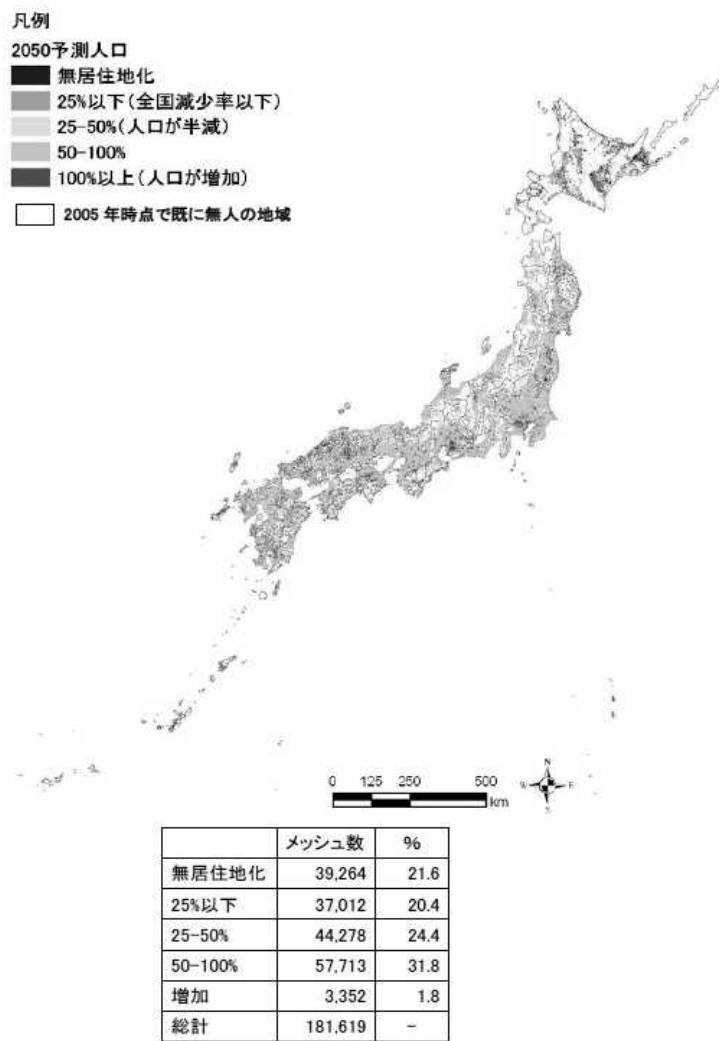 凡例
2050予測人口
無居住地化
25%以下(全国減少率以下)
25-50%(人口が半減)
50-100%
100%以上(人口が増加)
2005 年時点で既に無人の地域
0 125 250 500
km
N
W E
S
メッシュ数 %
無居住地化 39,264 21.6
25%以下 37,012 20.4
25-50% 44,278 24.4
50-100% 57,713 31.8
増加 3,352 1.8
総計 181,619 -